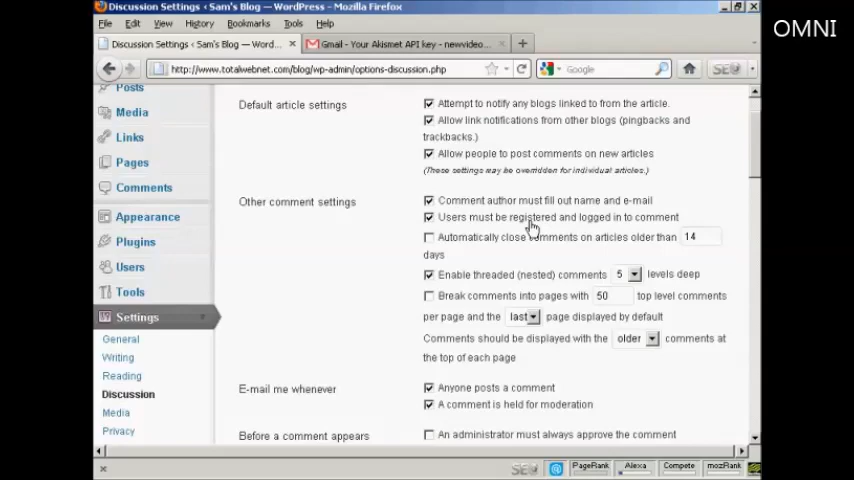 Discussion Settings ‹ Sam's Blog — WordPress - Mozilla Firefox
OMNI
File Edit View History Bookmarks Tools Help
Discussion Settings ‹ Sam's Blog — Word... × Gmail - Your Akismet API key - newvideo... × +
http://www.totalwebnet.com/blog/wp-admin/options-discussion.php Google SE
Posts
Media
Links
Pages
Comments
Appearance
Plugins
Users
Tools
Settings
General
Writing
Reading
Discussion
Media
Privacy
Default article settings
Attempt to notify any blogs linked to from the article.
Allow link notifications from other blogs (pingbacks and
trackbacks.)
Allow people to post comments on new articles
(These settings may be overridden for individual articles.)
Other comment settings
Comment author must fill out name and e-mail
Users must be registered and logged in to comment
Automatically close comments on articles older than 14
days
Enable threaded (nested) comments 5 levels deep
Break comments into pages with 50 top level comments
per page and the last page displayed by default
Comments should be displayed with the older comments at
the top of each page
E-mail me whenever
Anyone posts a comment
A comment is held for moderation
Before a comment appears
An administrator must always approve the comment
× SE PageRank Alexa Compete mozRank